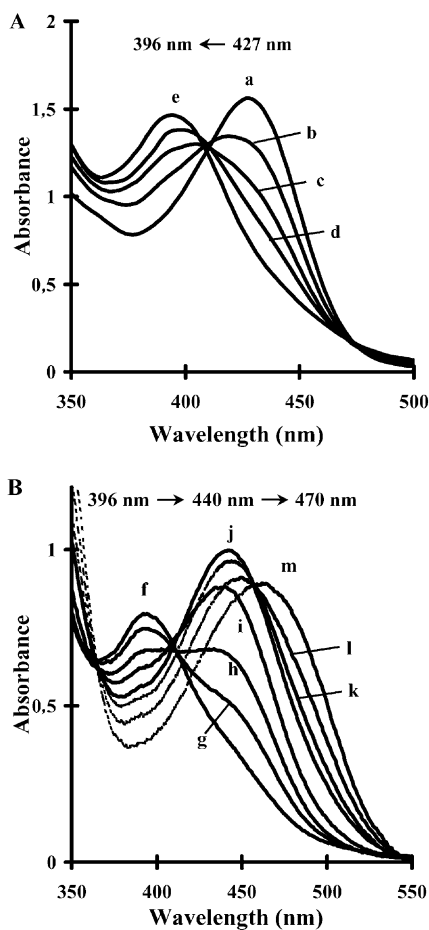 A
2
396 nm ← 427 nm
e
a
1,5
b
c
1
d
Absorbance
0,5
0
350
400
450
500
Wavelength (nm)
B
396 nm → 440 nm → 470 nm
j
m
1
f
i
l
h
k
0.5
g
Absorbance
0
350
400
450
500
550
Wavelength (nm)